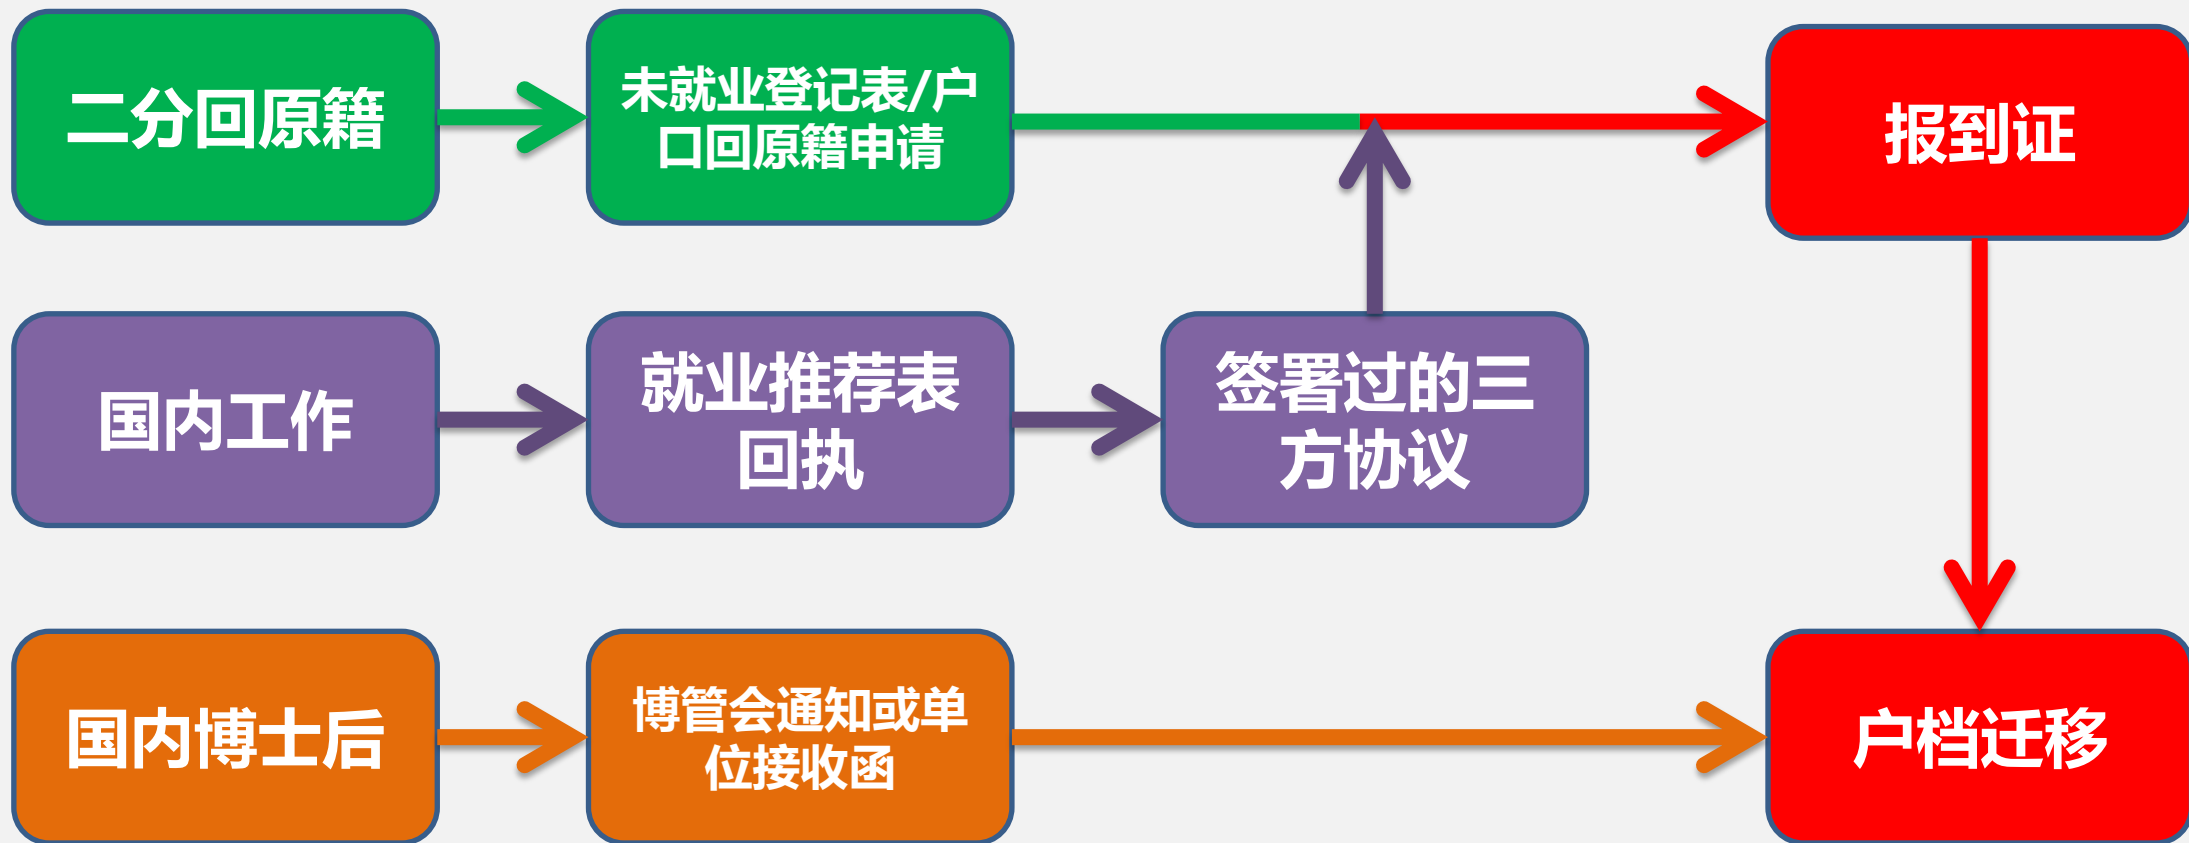 二分回原籍
未就业登记表/户
口回原籍申请
报到证
国内工作
就业推荐表
回执
签署过的三
方协议
国内博士后
博管会通知或单
位接收函
户档迁移